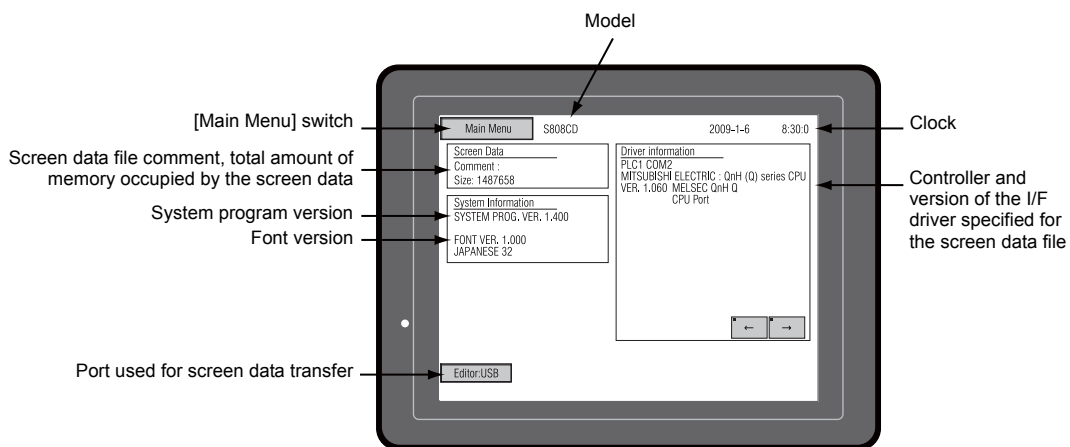 Model
[Main Menu] switch
Main Menu
S808CD
2009-1-6
8:30:0
Clock
Screen data file comment, total amount of
memory occupied by the screen data
Screen Data
Comment :
Size: 1487658
Driver information
PLC1 COM2
MITSUBISHI ELECTRIC : QnH (Q) series CPU
VER. 1.060 MELSEC QnH Q
CPU Port
Controller and
version of the I/F
driver specified for
the screen data file
System program version
System Information
SYSTEM PROG. VER. 1.400
Font version
FONT VER. 1.000
JAPANESE 32
← →
Port used for screen data transfer
Editor:USB